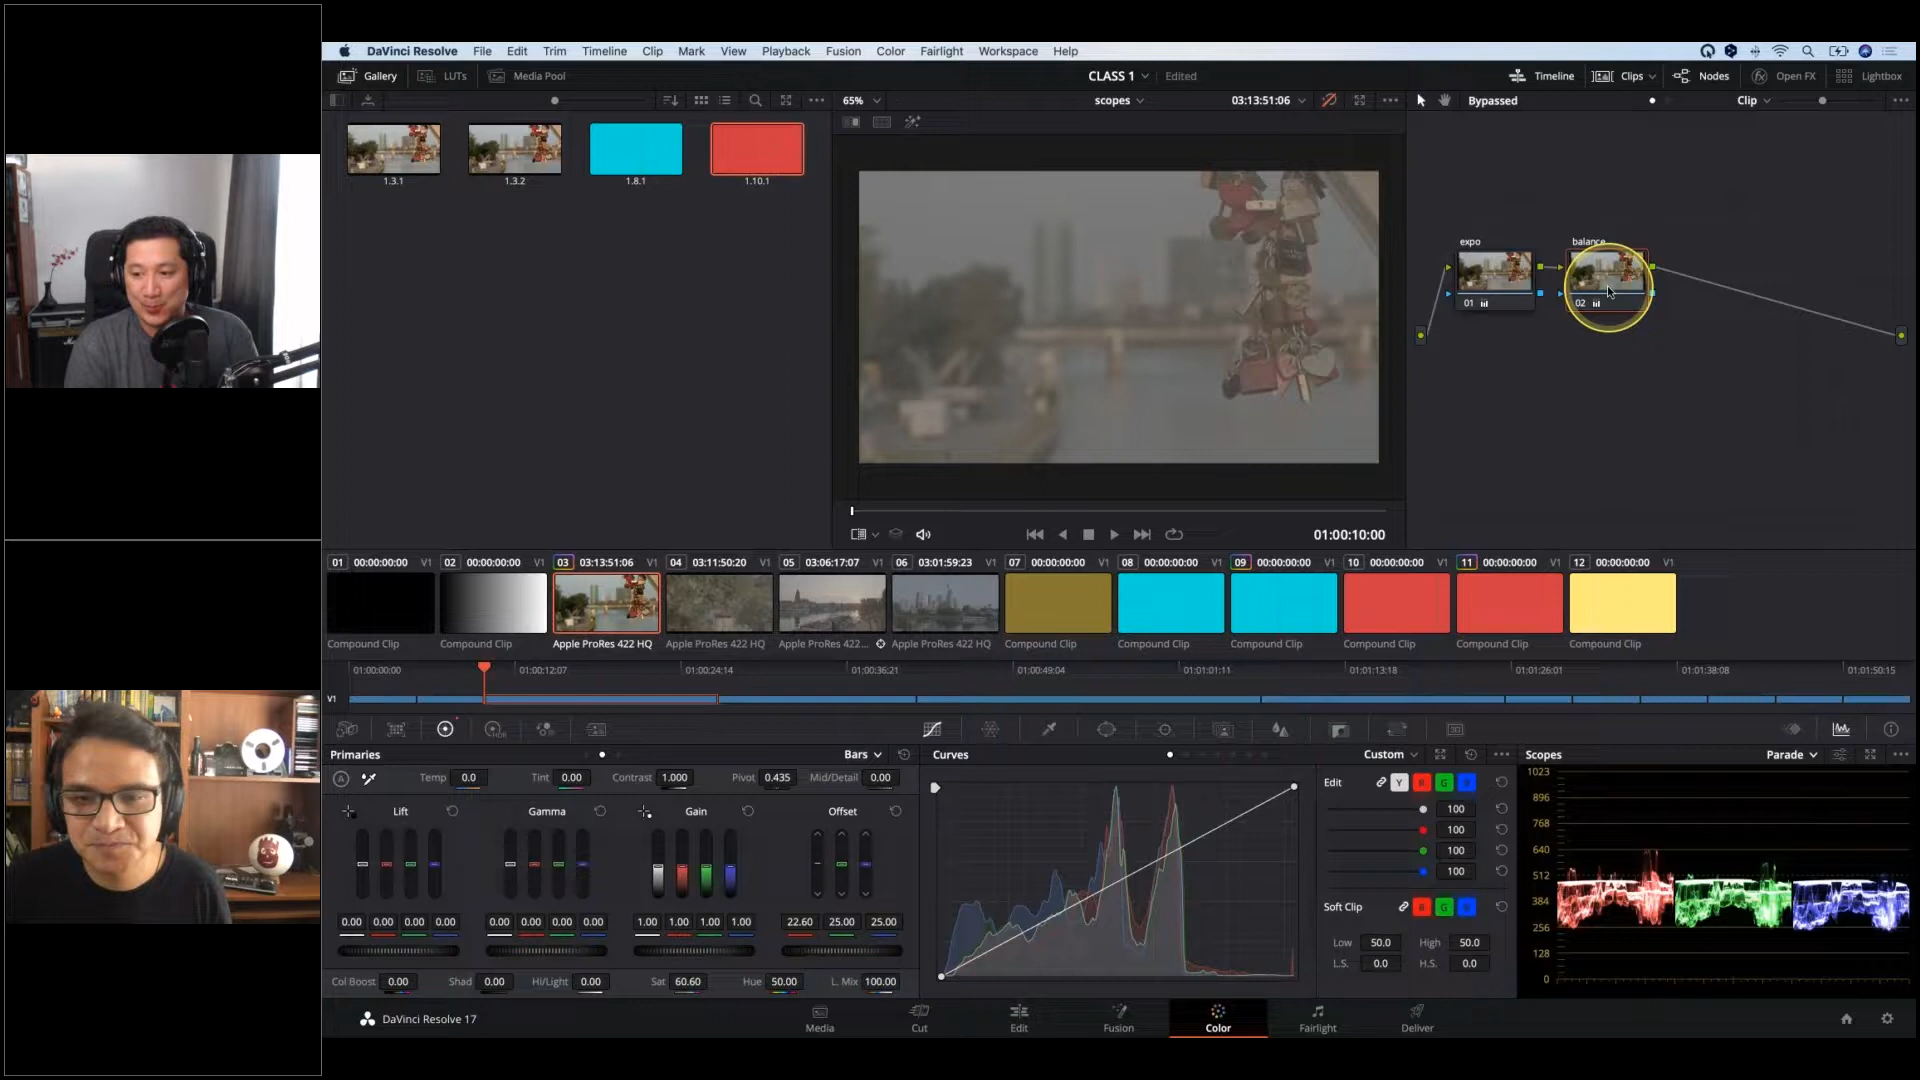 DaVinci Resolve File Edit Trim Timeline Clip Mark View Playback Fusion Color Fairlight Workspace Help
Gallery LUTs Media Pool CLASS 1 Edited Timeline Clips Nodes Open FX Lightbox
65% scopes 03:13:51:06 Bypassed Clip
1.3.1 1.3.2 1.8.1 1.10.1
expo balance
01 02
01:00:10:00
01 00:00:00:00 V1 02 00:00:00:00 V1 03 03:13:51:06 V1 04 03:11:50:20 V1 05 03:06:17:07 V1 06 03:01:59:23 V1 07 00:00:00:00 V1 08 00:00:00:00 V1 09 00:00:00:00 V1 10 00:00:00:00 V1 11 00:00:00:00 V1 12 00:00:00:00 V1
Compound Clip Compound Clip Apple ProRes 422 HQ Apple ProRes 422 HQ Apple ProRes 422... Apple ProRes 422 HQ Compound Clip Compound Clip Compound Clip Compound Clip Compound Clip Compound Clip
01:00:00:00 01:00:12:07 01:00:24:14 01:00:36:21 01:00:49:04 01:01:01:11 01:01:13:18 01:01:26:01 01:01:38:08 01:01:50:15
V1
HDR
Primaries Bars Curves Custom Scopes Parade
A Temp 0.0 Tint 0.00 Contrast 1.000 Pivot 0.435 Mid/Detail 0.00
Lift Gamma Gain Offset
0.00 0.00 0.00 0.00 0.00 0.00 0.00 0.00 1.00 1.00 1.00 1.00 22.60 25.00 25.00
Col Boost 0.00 Shad 0.00 Hi/Light 0.00 Sat 60.60 Hue 50.00 L. Mix 100.00
Edit Y R G B
100
100
100
100
Soft Clip R G B
Low 50.0 High 50.0
L.S. 0.0 H.S. 0.0
1023
896
768
640
512
384
256
128
0
DaVinci Resolve 17 Media Cut Edit Fusion Color Fairlight Deliver